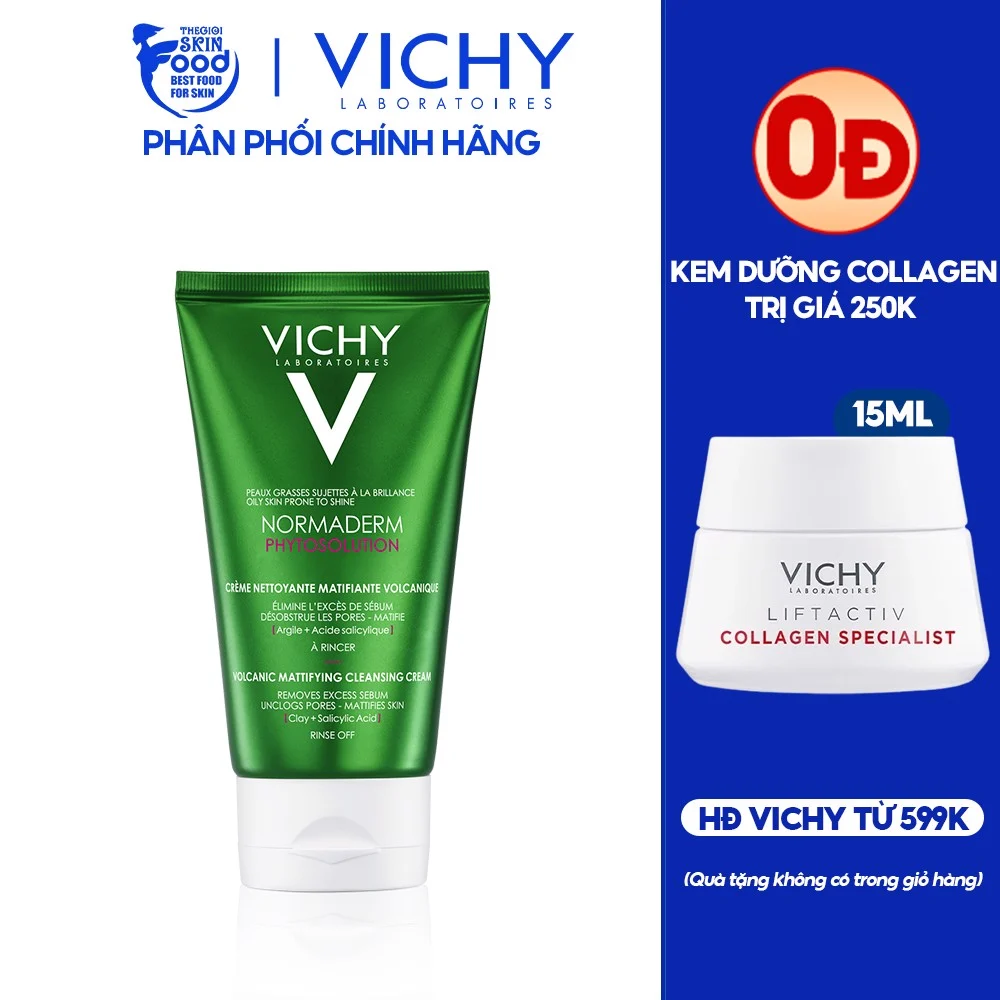 THEGIOI
SKIN
Food
BEST FOOD
FOR SKIN
VICHY
LABORATOIRES
PHÂN PHỐI CHÍNH HÃNG
VICHY
LABORATOIRES
V
PEAUX GRASSES SUJETTES À LA BRILLANCE
OILY SKIN PRONE TO SHINE
NORMADERM
PHYTOSOLUTION
CRÈME NETTOYANTE MATIFIANTE VOLCANIQUE
ÉLIMINE L'EXCÈS DE SÉBUM
DÉSOBSTRUE LES PORES - MATIFIE
[Argile + Acide salicylique]
À RINCER
VOLCANIC MATTIFYING CLEANSING CREAM
REMOVES EXCESS SEBUM
UNCLOGS PORES - MATTIFIES SKIN
[Clay + Salicylic Acid]
RINSE OFF
0Đ
KEM DƯỠNG COLLAGEN
TRỊ GIÁ 250K
15ML
VICHY
LABORATOIRES
LIFTACTIV
COLLAGEN SPECIALIST
HĐ VICHY TỪ 599K
(Quà tặng không có trong giỏ hàng)